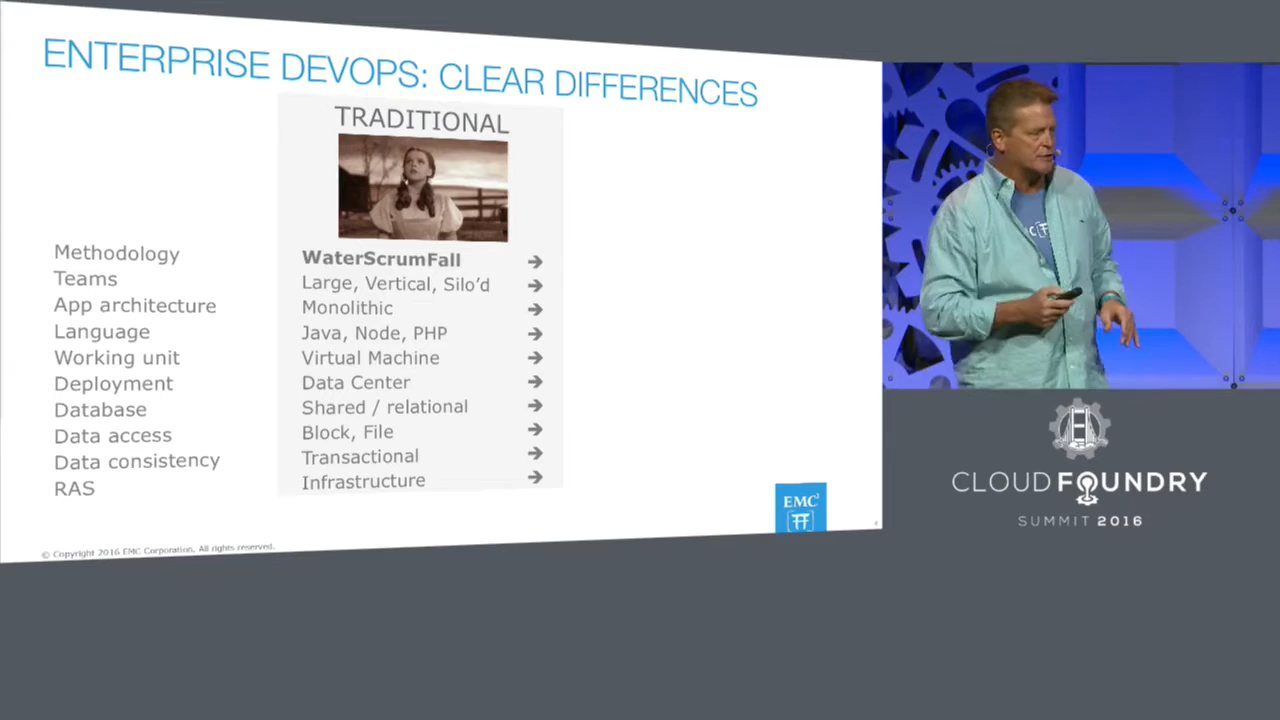 ENTERPRISE DEVOPS: CLEAR DIFFERENCES
TRADITIONAL
Methodology WaterScrumFall →
Teams Large, Vertical, Silo'd →
App architecture Monolithic →
Language Java, Node, PHP →
Working unit Virtual Machine →
Deployment Data Center →
Database Shared / relational →
Data access Block, File →
Data consistency Transactional →
RAS Infrastructure →
EMC²
© Copyright 2016 EMC Corporation. All rights reserved.
CLOUD FOUNDRY
SUMMIT 2016